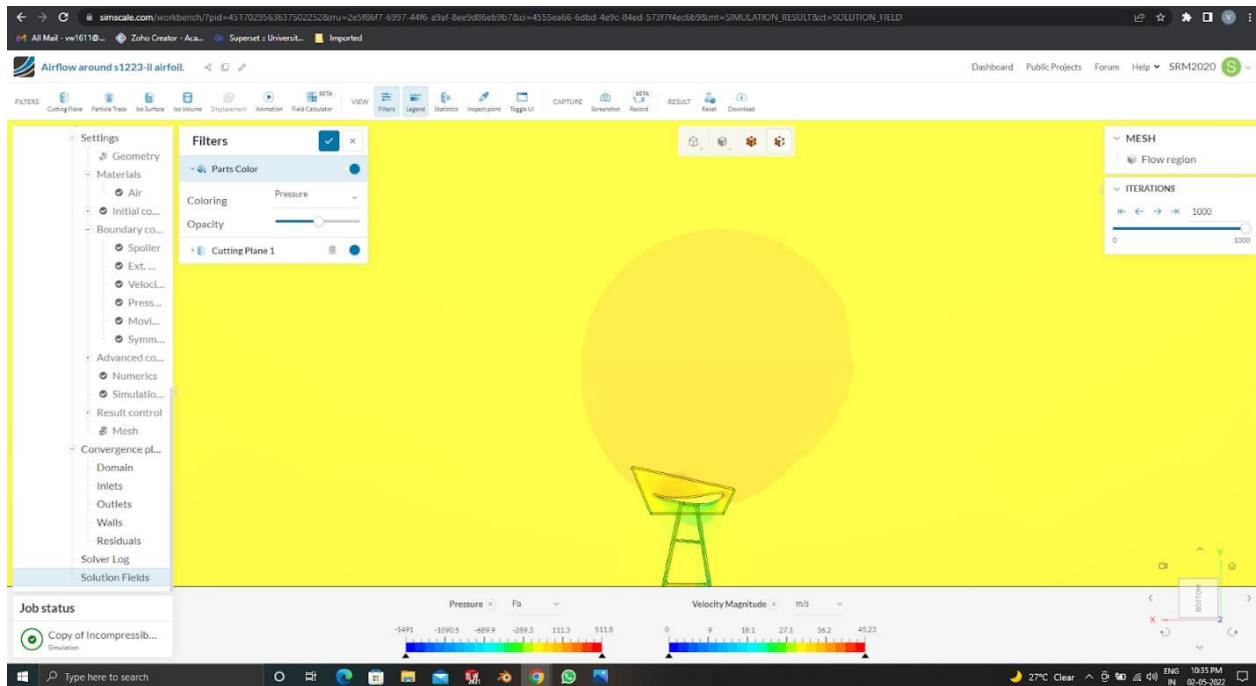 simscale.com/workbench/?pid=4517029563637502252&rru=2e5f86f7-6997-44f6-a9af-8ee9d86eb9b7&ci=4555ea66-6dbd-4e9c-84ed-573f7f4ec6b9&mt=SIMULATION_RESULT&ct=SOLUTION_FIELD
V
All Mail - vw1611@... Zoho Creator - Aca... Superset :: Universit... Imported
Airflow around s1223-il airfoil. Dashboard Public Projects Forum Help SRM2020 S
BETA BETA
FILTERS Cutting Plane Particle Trace Iso Surface Iso Volume Displacement Animation Field Calculator VIEW Filters Legend Statistics Inspect point Toggle UI CAPTURE Screenshot Record RESULT Reset Download
Settings
Geometry
Materials
Air
Initial co...
Boundary co...
Spoiler
Ext. ...
Veloci...
Press...
Movi...
Symm...
Advanced co...
Numerics
Simulatio...
Result control
Mesh
Convergence pl...
Domain
Inlets
Outlets
Walls
Residuals
Solver Log
Solution Fields
Filters
Parts Color
Coloring Pressure
Opacity
Cutting Plane 1
MESH
Flow region
ITERATIONS
1000
0 1000
Job status
Copy of Incompressib...
Simulation
Pressure Pa
-1491 -1090.5 -689.9 -289.3 111.3 511.8
Velocity Magnitude m/s
0 9 18.1 27.1 36.2 45.23
Y
BOTTOM
X Z
Type here to search
27°C Clear ENG 10:35 PM
IN 02-05-2022